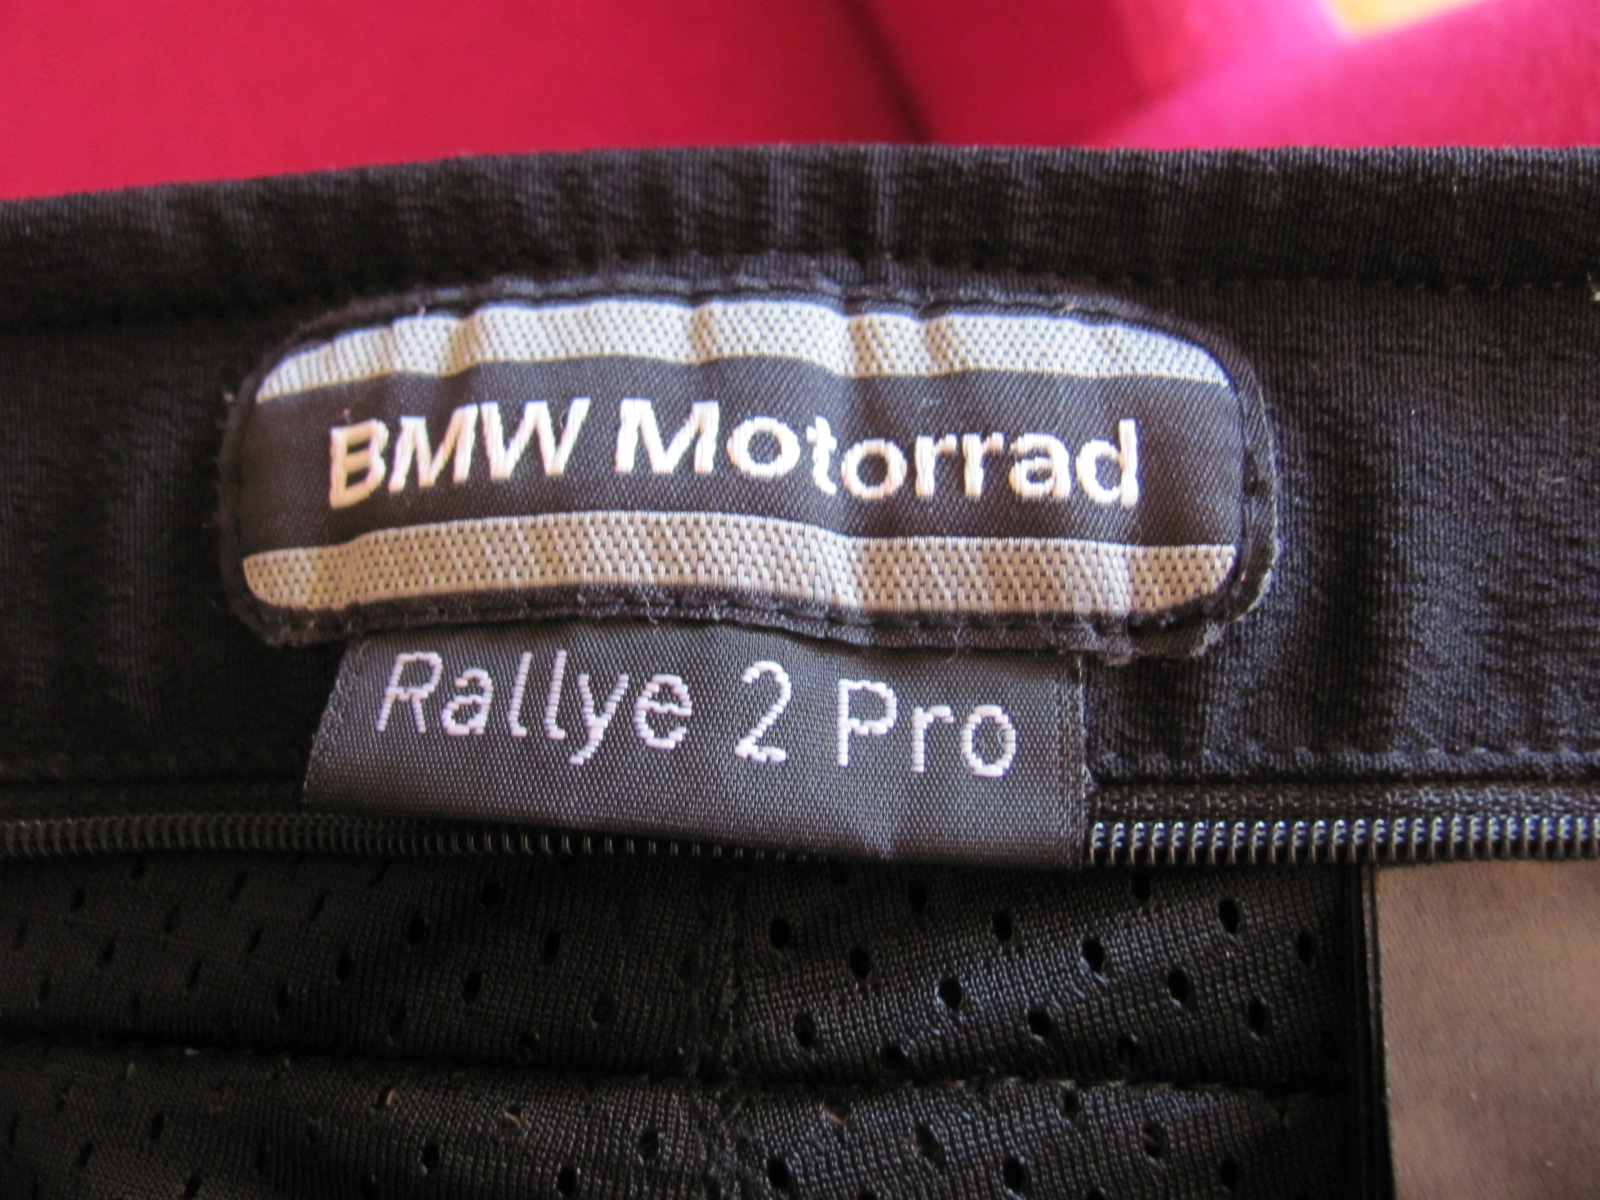 BMW Motorrad
Rallye 2 Pro